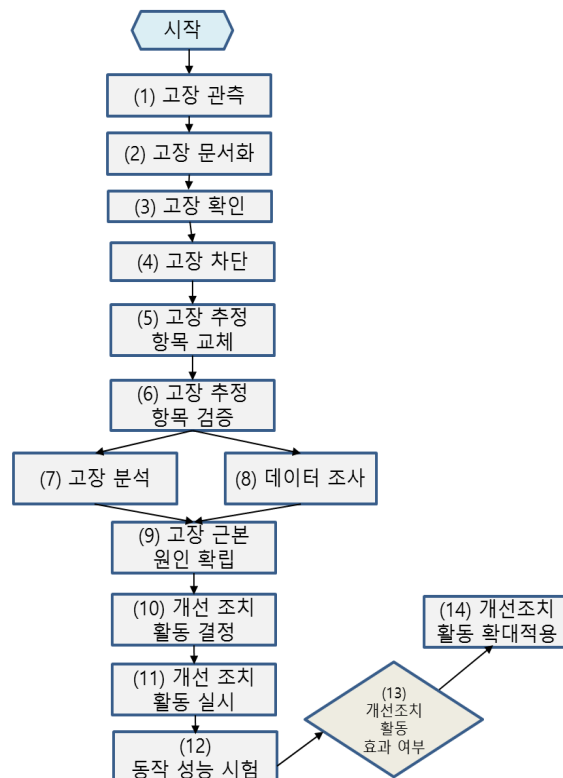 시작
(1) 고장 관측
(2) 고장 문서화
(3) 고장 확인
(4) 고장 차단
(5) 고장 추정
항목 교체
(6) 고장 추정
항목 검증
(7) 고장 분석
(8) 데이터 조사
(9) 고장 근본
원인 확립
(10) 개선 조치
활동 결정
(11) 개선 조치
활동 실시
(12)
동작 성능 시험
(13)
개선조치
활동
효과 여부
(14) 개선조치
활동 확대적용